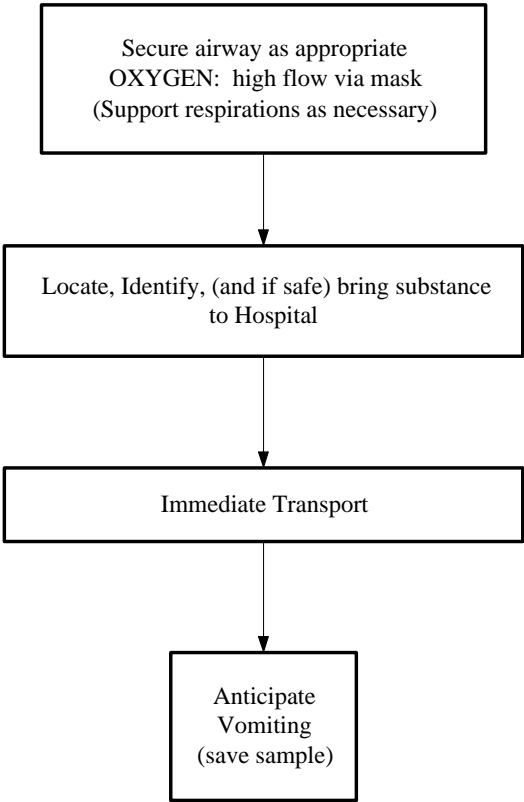 Secure airway as appropriate
OXYGEN:  high flow via mask
(Support respirations as necessary)
Locate, Identify, (and if safe) bring substance
to Hospital
Immediate Transport
Anticipate
Vomiting
(save sample)